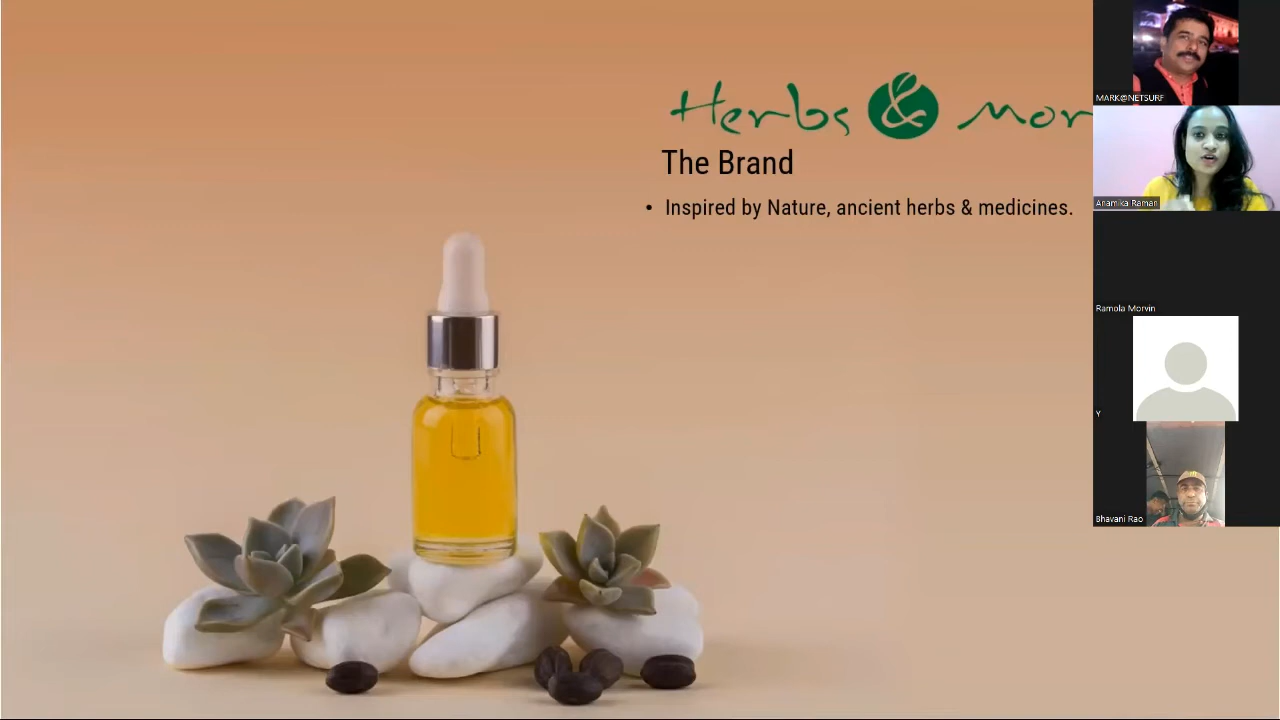 Herbs & Mor
The Brand
• Inspired by Nature, ancient herbs & medicines.
MARK@NETSURF
Anamika Raman
Ramola Morvin
Y
Bhavani Rao